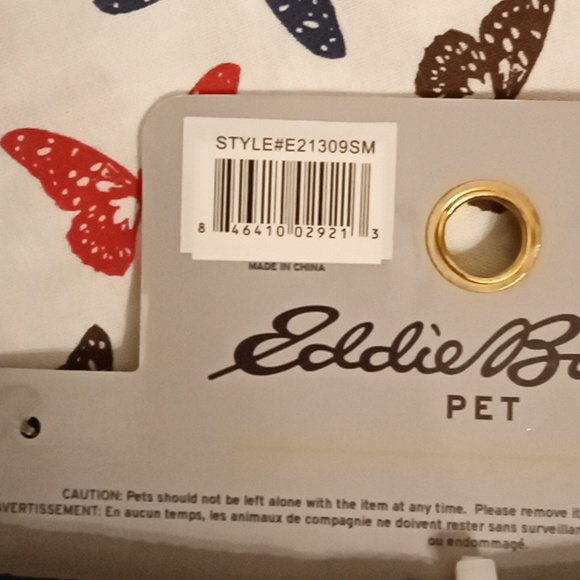 STYLE#E21309SM
8 46410 02921 3
MADE IN CHINA
Eddie
PET
CAUTION: Pets should not be left alone with the item at any time. Please remove it
AVERTISSEMENT: En aucun temps, les animaux de compagnie ne doivent rester sans
ou endommagé.